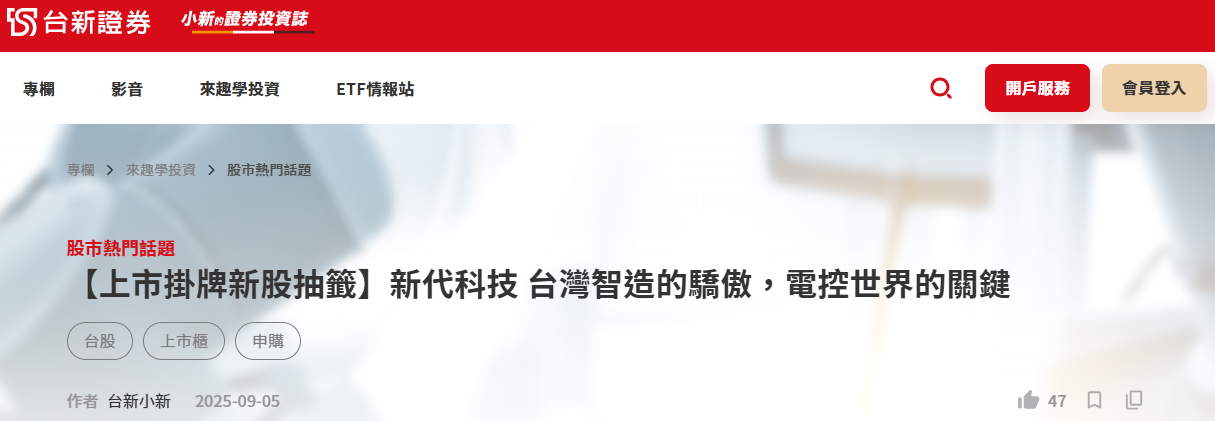 台新證券 小新的證券投資誌
專欄 影音 來趣學投資 ETF情報站 開戶服務 會員登入
專欄 > 來趣學投資 > 股市熱門話題
股市熱門話題
【上市掛牌新股抽籤】新代科技 台灣智造的驕傲，電控世界的關鍵
台股 上市櫃 申購
作者 台新小新 2025-09-05 47